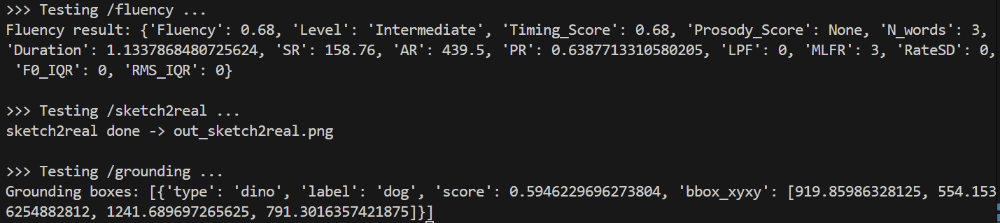 >>> Testing /fluency ...
Fluency result: {'Fluency': 0.68, 'Level': 'Intermediate', 'Timing_Score': 0.68, 'Prosody_Score': None, 'N_words': 3,
'Duration': 1.1337868480725624, 'SR': 158.76, 'AR': 439.5, 'PR': 0.6387713310580205, 'LPF': 0, 'MLFR': 3, 'RateSD': 0,
'F0_IQR': 0, 'RMS_IQR': 0}
>>> Testing /sketch2real ...
sketch2real done -> out_sketch2real.png
>>> Testing /grounding ...
Grounding boxes: [{'type': 'dino', 'label': 'dog', 'score': 0.5946229696273804, 'bbox_xyxy': [919.85986328125, 554.153
6254882812, 1241.689697265625, 791.3016357421875]}]